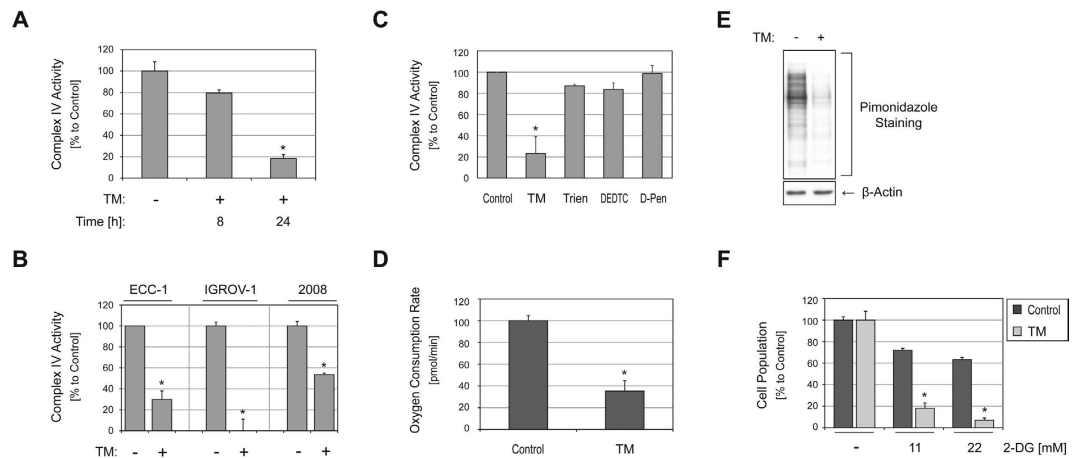 A
Complex IV Activity
[% to Control]
120
100
80
60
40
20
0
*
TM: - + +
Time [h]: 8 24
B
ECC-1 IGROV-1 2008
Complex IV Activity
[% to Control]
120
100
80
60
40
20
0
* * *
TM: - + - + - +
C
Complex IV Activity
[% to Control]
120
100
80
60
40
20
0
*
Control TM Trien DEDTC D-Pen
D
Oxygen Consumption Rate
[pmol/min]
120
100
80
60
40
20
0
*
Control TM
E
TM: - +
Pimonidazole
Staining
← β-Actin
F
Control
TM
Cell Population
[% to Control]
120
100
80
60
40
20
0
* *
- 11 22 2-DG [mM]